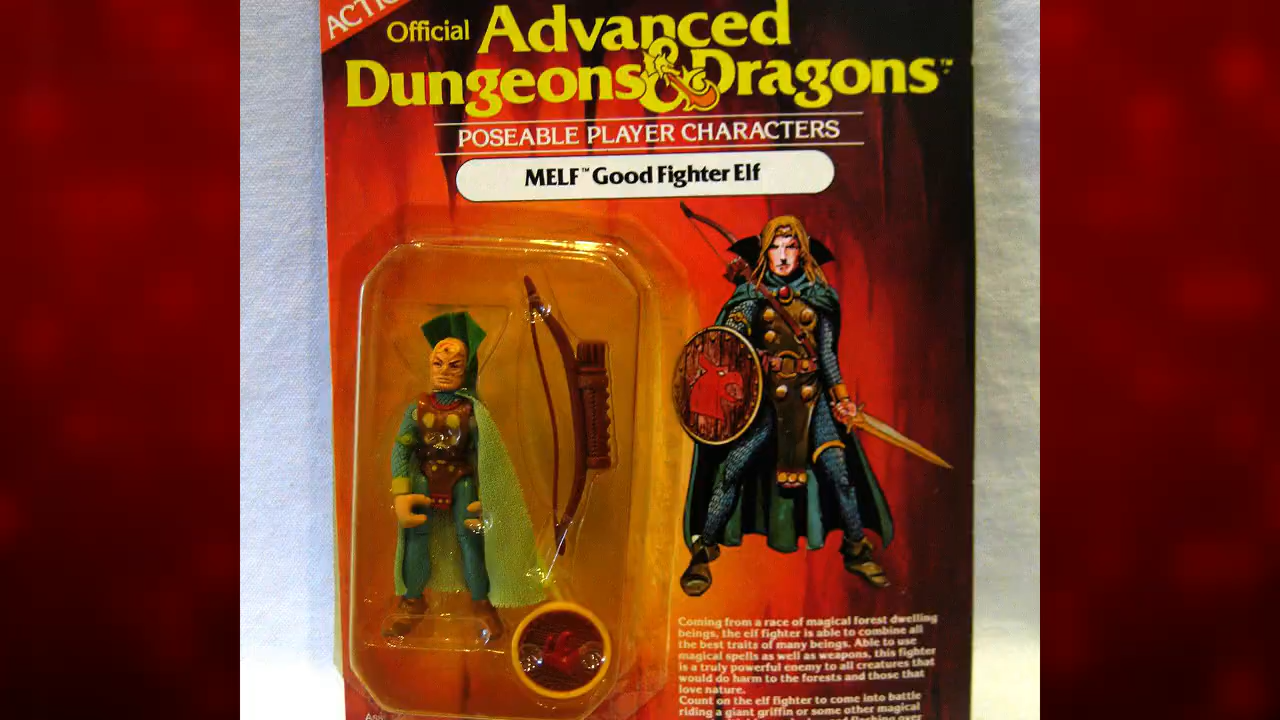 ACTIO
Official Advanced
Dungeons & Dragons™
POSEABLE PLAYER CHARACTERS
MELF™ Good Fighter Elf
Coming from a race of magical forest dwelling
beings, the elf fighter is able to combine all
the best traits of many beings. Able to use
magical spells as well as weapons, this fighter
is a truly powerful enemy to all creatures that
would do harm to the forests and those that
love nature.
Count on the elf fighter to come into battle
riding a giant griffin or some other magical